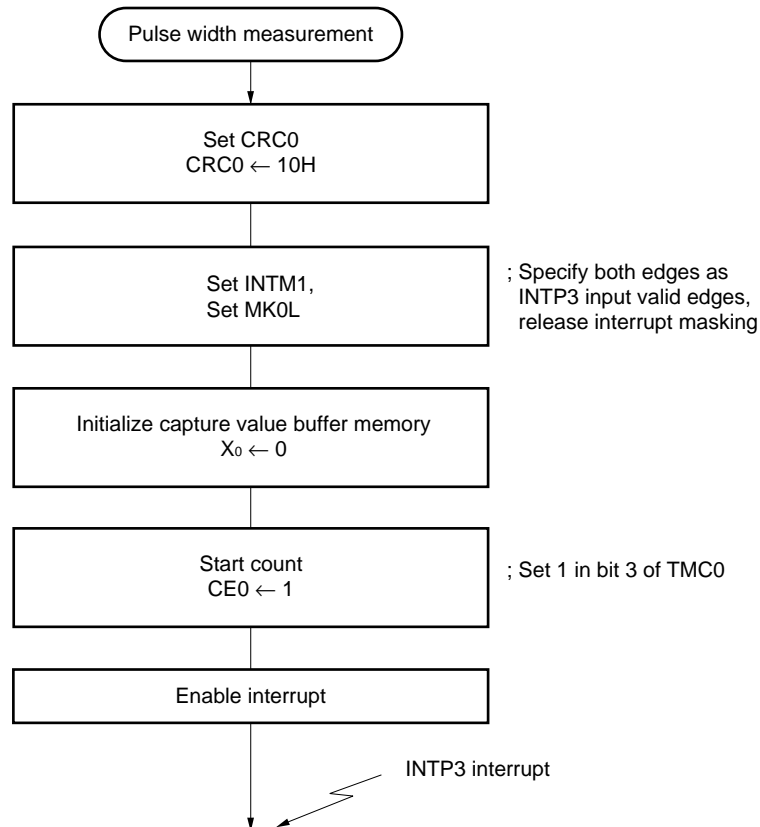 Pulse width measurement
Set CRC0
CRC0 ← 10H
Set INTM1,
Set MK0L
; Specify both edges as
INTP3 input valid edges,
release interrupt masking
Initialize capture value buffer memory
X₀ ← 0
Start count
CE0 ← 1
; Set 1 in bit 3 of TMC0
Enable interrupt
INTP3 interrupt